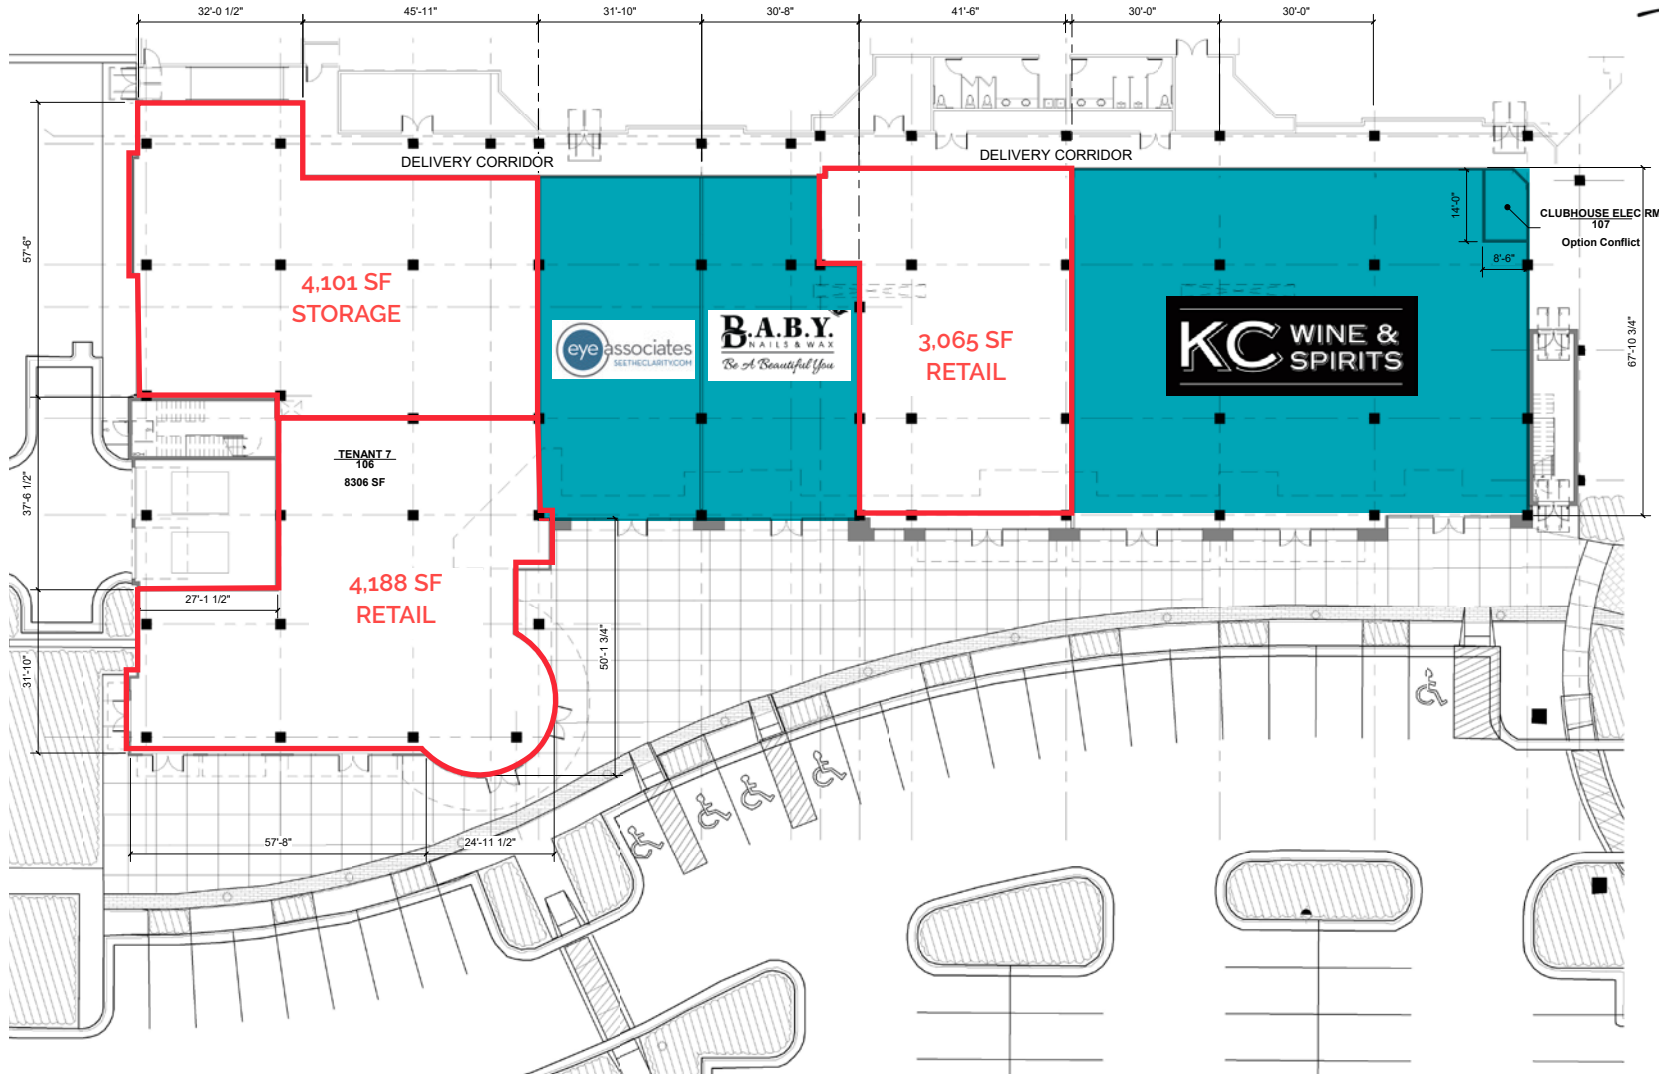 32'-0 1/2"
45'-11"
31'-10"
30'-8"
41'-6"
30'-0"
30'-0"
DELIVERY CORRIDOR
DELIVERY CORRIDOR
57'-6"
14'-0"
CLUBHOUSE ELEC RM
107
Option Conflict
8'-6"
67'-10 3/4"
4,101 SF
STORAGE
eye associates
SEETHECLARITY.COM
B.A.B.Y.
NAILS & WAX
Be A Beautiful You
3,065 SF
RETAIL
KC WINE &
SPIRITS
TENANT 7
106
8306 SF
37'-6 1/2"
4,188 SF
RETAIL
27'-1 1/2"
31'-10"
50'-1 3/4"
57'-8"
24'-11 1/2"